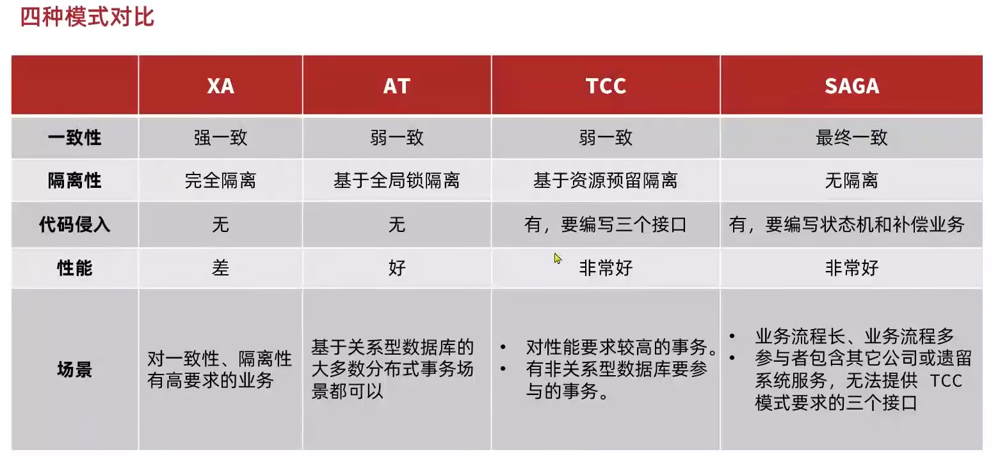 四种模式对比
XA AT TCC SAGA
一致性 强一致 弱一致 弱一致 最终一致
隔离性 完全隔离 基于全局锁隔离 基于资源预留隔离 无隔离
代码侵入 无 无 有，要编写三个接口 有，要编写状态机和补偿业务
性能 差 好 非常好 非常好
场景
对一致性、隔离性
有高要求的业务
基于关系型数据库的
大多数分布式事务场
景都可以
• 对性能要求较高的事务。
• 有非关系型数据库要参
与的事务。
• 业务流程长、业务流程多
• 参与者包含其它公司或遗留
系统服务，无法提供 TCC
模式要求的三个接口